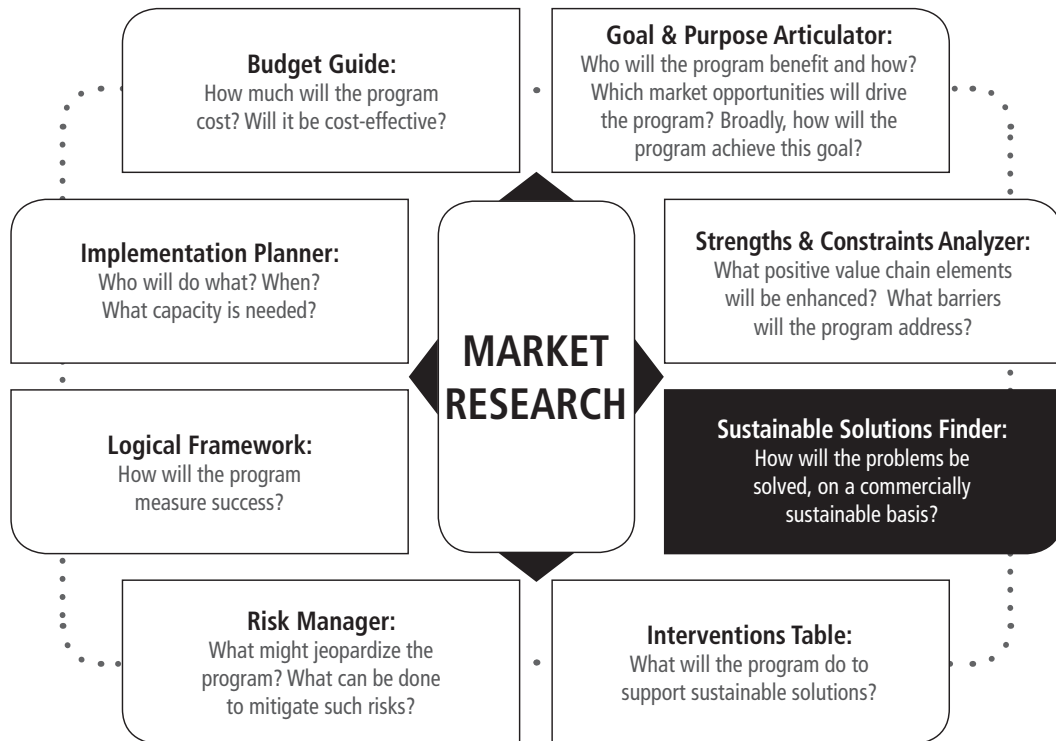 Budget Guide:
How much will the program
cost? Will it be cost-effective?
Goal & Purpose Articulator:
Who will the program benefit and how?
Which market opportunities will drive
the program? Broadly, how will the
program achieve this goal?
Implementation Planner:
Who will do what? When?
What capacity is needed?
MARKET
RESEARCH
Strengths & Constraints Analyzer:
What positive value chain elements
will be enhanced?  What barriers
will the program address?
Logical Framework:
How will the program
measure success?
Sustainable Solutions Finder:
How will the problems be
solved, on a commercially
sustainable basis?
Risk Manager:
What might jeopardize the
program? What can be done
to mitigate such risks?
Interventions Table:
What will the program do to
support sustainable solutions?